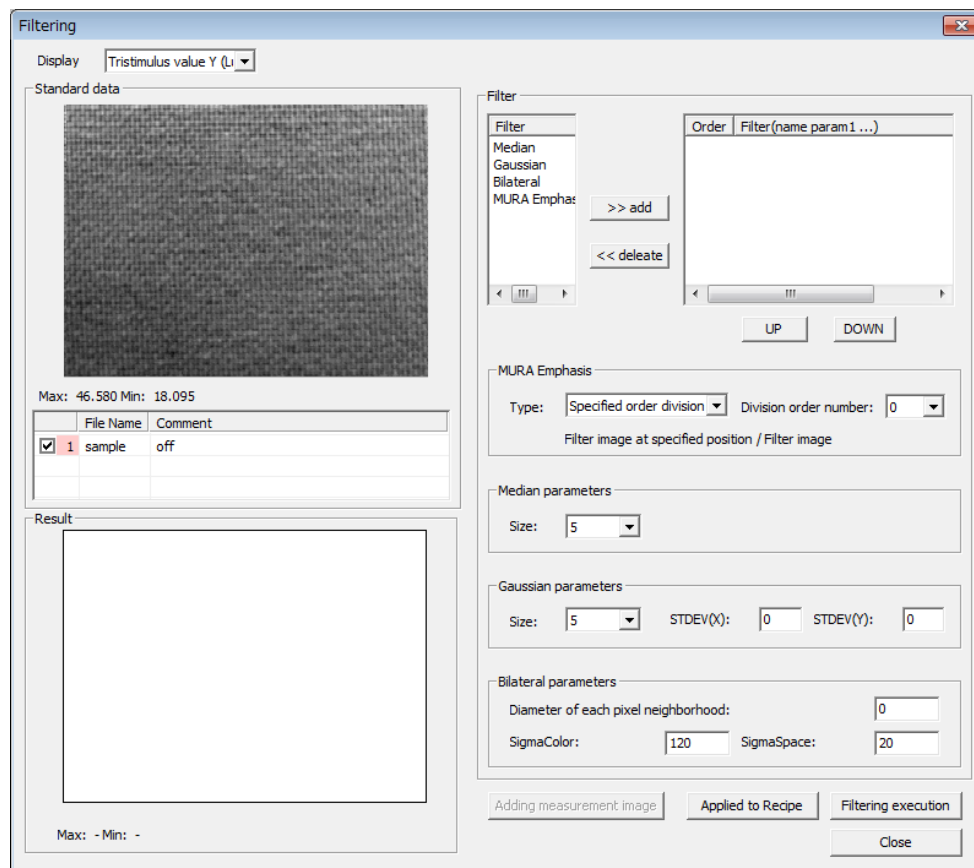 Filtering
Display Tristimulus value Y (Lu
Standard data
Max: 46.580 Min: 18.095
File Name Comment
1 sample off
Result
Max: - Min: -
Filter
Filter
Median
Gaussian
Bilateral
MURA Emphas
>> add
<< deleate
Order Filter(name param1 ...)
UP DOWN
MURA Emphasis
Type: Specified order division Division order number: 0
Filter image at specified position / Filter image
Median parameters
Size: 5
Gaussian parameters
Size: 5 STDEV(X): 0 STDEV(Y): 0
Bilateral parameters
Diameter of each pixel neighborhood: 0
SigmaColor: 120 SigmaSpace: 20
Adding measurement image Applied to Recipe Filtering execution
Close